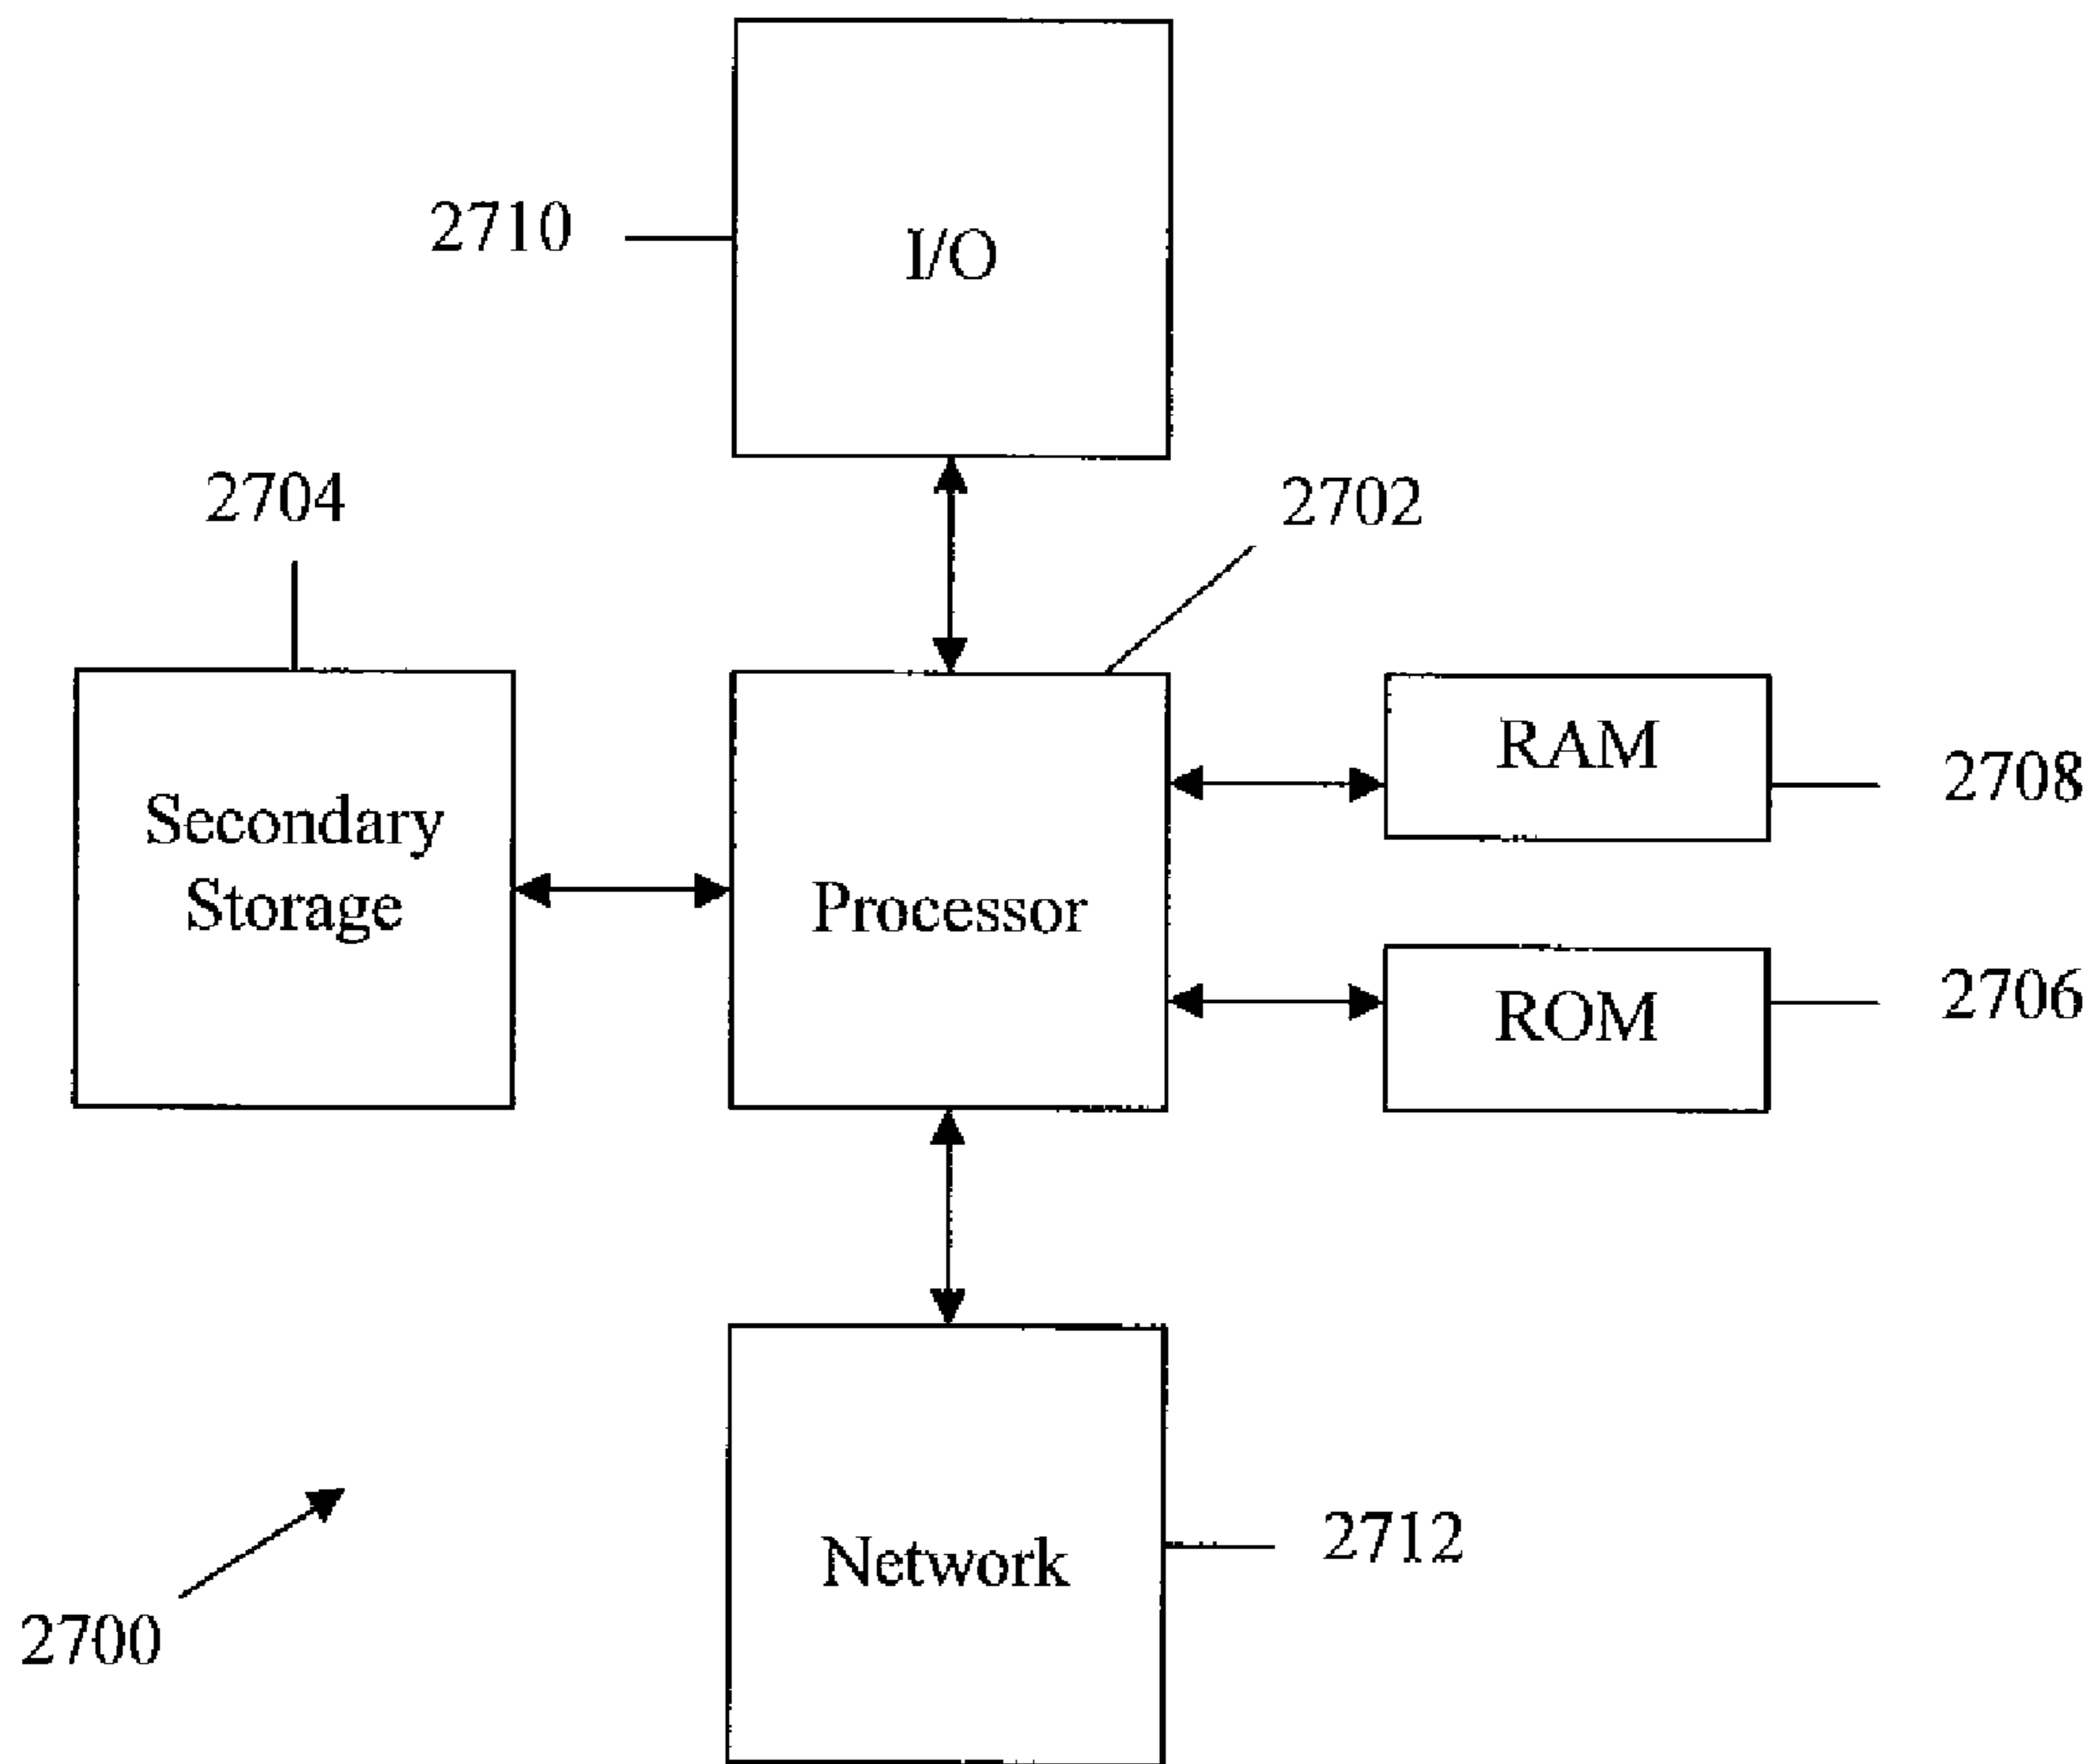 2710
I/O
2704
2702
Secondary
Storage
Processor
RAM
2708
ROM
2706
Network
2712
2700